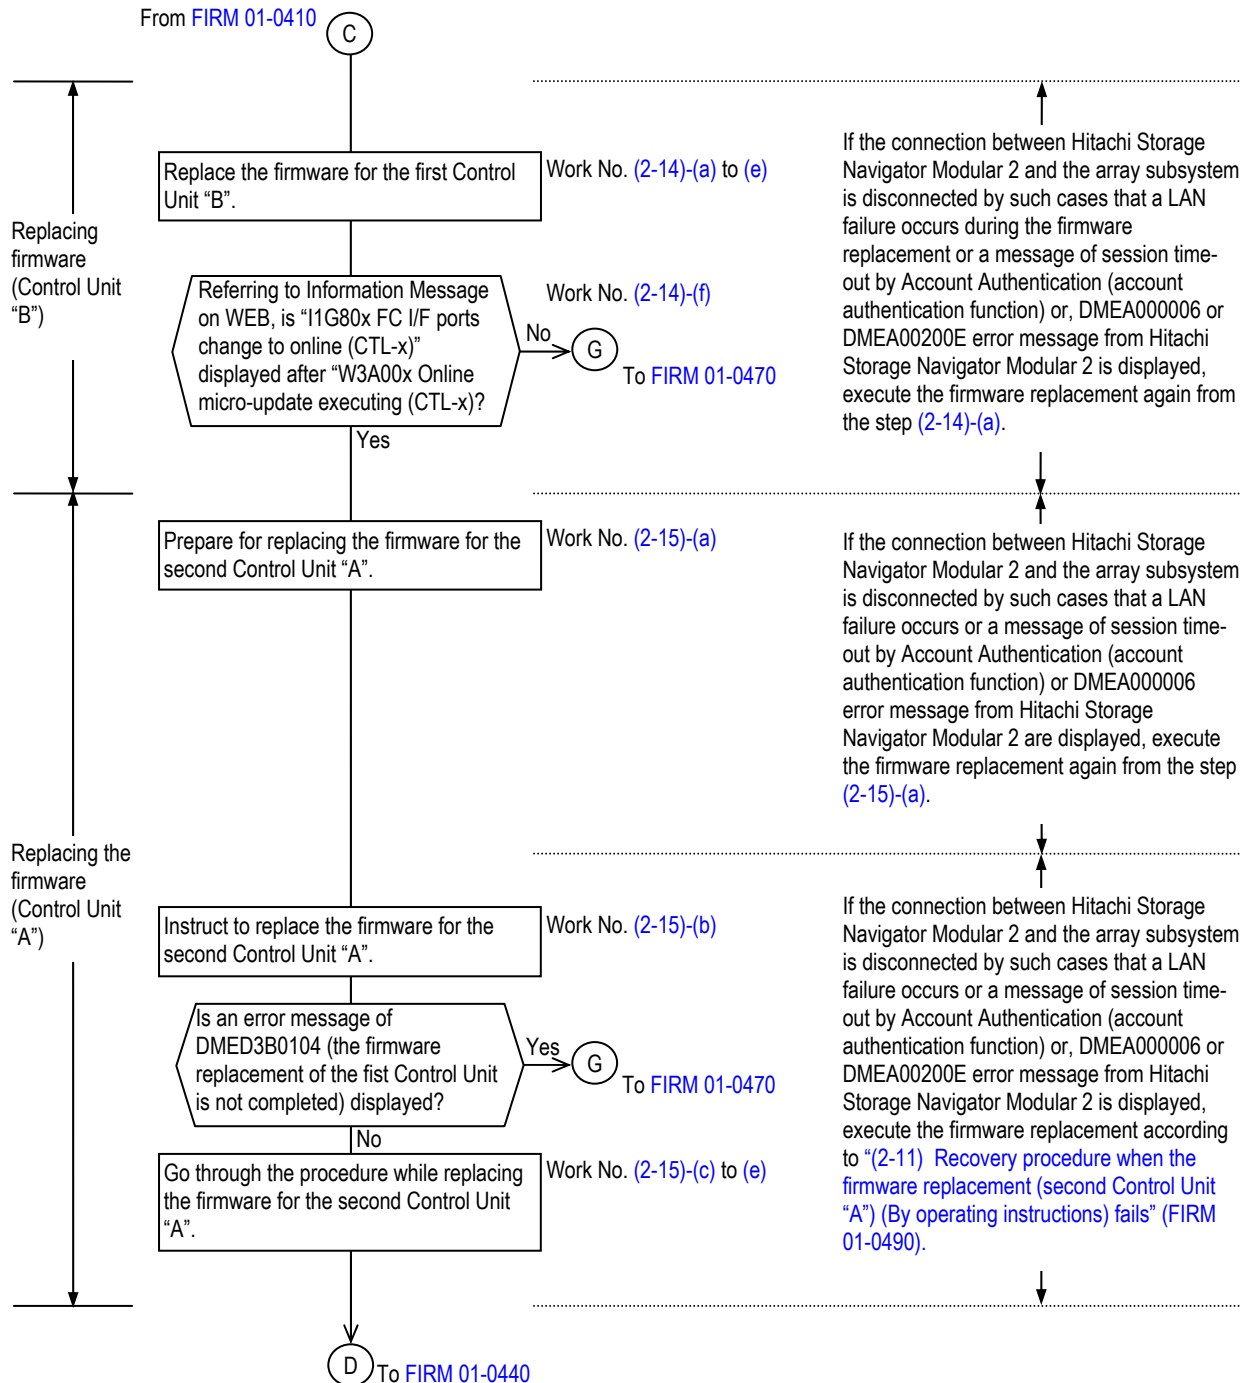 From FIRM 01-0410
C
Replacing
firmware
(Control Unit
“B”)
Replace the firmware for the first Control
Unit “B”.
Work No. (2-14)-(a) to (e)
Referring to Information Message
on WEB, is “I1G80x FC I/F ports
change to online (CTL-x)”
displayed after “W3A00x Online
micro-update executing (CTL-x)?
Work No. (2-14)-(f)
No
G
To FIRM 01-0470
Yes
If the connection between Hitachi Storage
Navigator Modular 2 and the array subsystem
is disconnected by such cases that a LAN
failure occurs during the firmware
replacement or a message of session time-
out by Account Authentication (account
authentication function) or, DMEA000006 or
DMEA00200E error message from Hitachi
Storage Navigator Modular 2 is displayed,
execute the firmware replacement again from
the step (2-14)-(a).
Replacing the
firmware
(Control Unit
“A”)
Prepare for replacing the firmware for the
second Control Unit “A”.
Work No. (2-15)-(a)
If the connection between Hitachi Storage
Navigator Modular 2 and the array subsystem
is disconnected by such cases that a LAN
failure occurs or a message of session time-
out by Account Authentication (account
authentication function) or DMEA000006
error message from Hitachi Storage
Navigator Modular 2 are displayed, execute
the firmware replacement again from the step
(2-15)-(a).
Instruct to replace the firmware for the
second Control Unit “A”.
Work No. (2-15)-(b)
Is an error message of
DMED3B0104 (the firmware
replacement of the fist Control Unit
is not completed) displayed?
Yes
G
To FIRM 01-0470
No
Go through the procedure while replacing
the firmware for the second Control Unit
“A”.
Work No. (2-15)-(c) to (e)
If the connection between Hitachi Storage
Navigator Modular 2 and the array subsystem
is disconnected by such cases that a LAN
failure occurs or a message of session time-
out by Account Authentication (account
authentication function) or, DMEA000006 or
DMEA00200E error message from Hitachi
Storage Navigator Modular 2 is displayed,
execute the firmware replacement according
to “(2-11) Recovery procedure when the
firmware replacement (second Control Unit
“A”) (By operating instructions) fails” (FIRM
01-0490).
D
To FIRM 01-0440